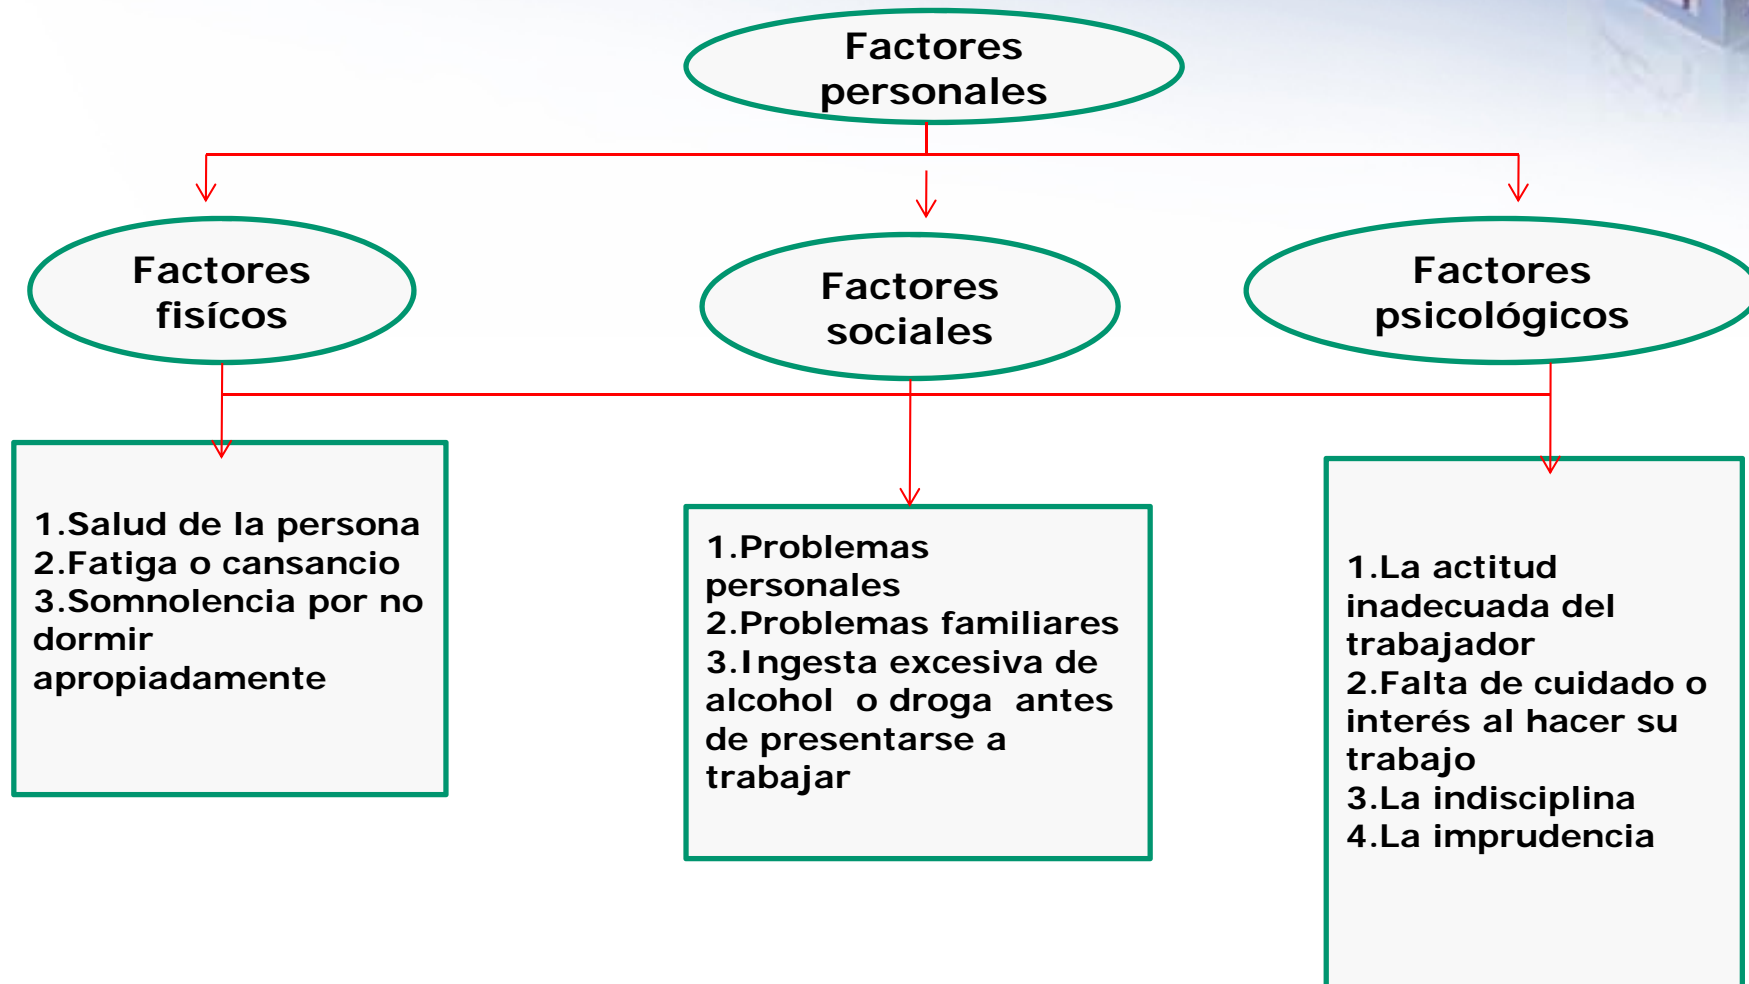 Factores
personales
Factores
fisícos
Factores
sociales
Factores
psicológicos
1.Salud de la persona
2.Fatiga o cansancio
3.Somnolencia por no
dormir
apropiadamente
1.Problemas
personales
2.Problemas familiares
3.Ingesta excesiva de
alcohol o droga antes
de presentarse a
trabajar
1.La actitud
inadecuada del
trabajador
2.Falta de cuidado o
interés al hacer su
trabajo
3.La indisciplina
4.La imprudencia